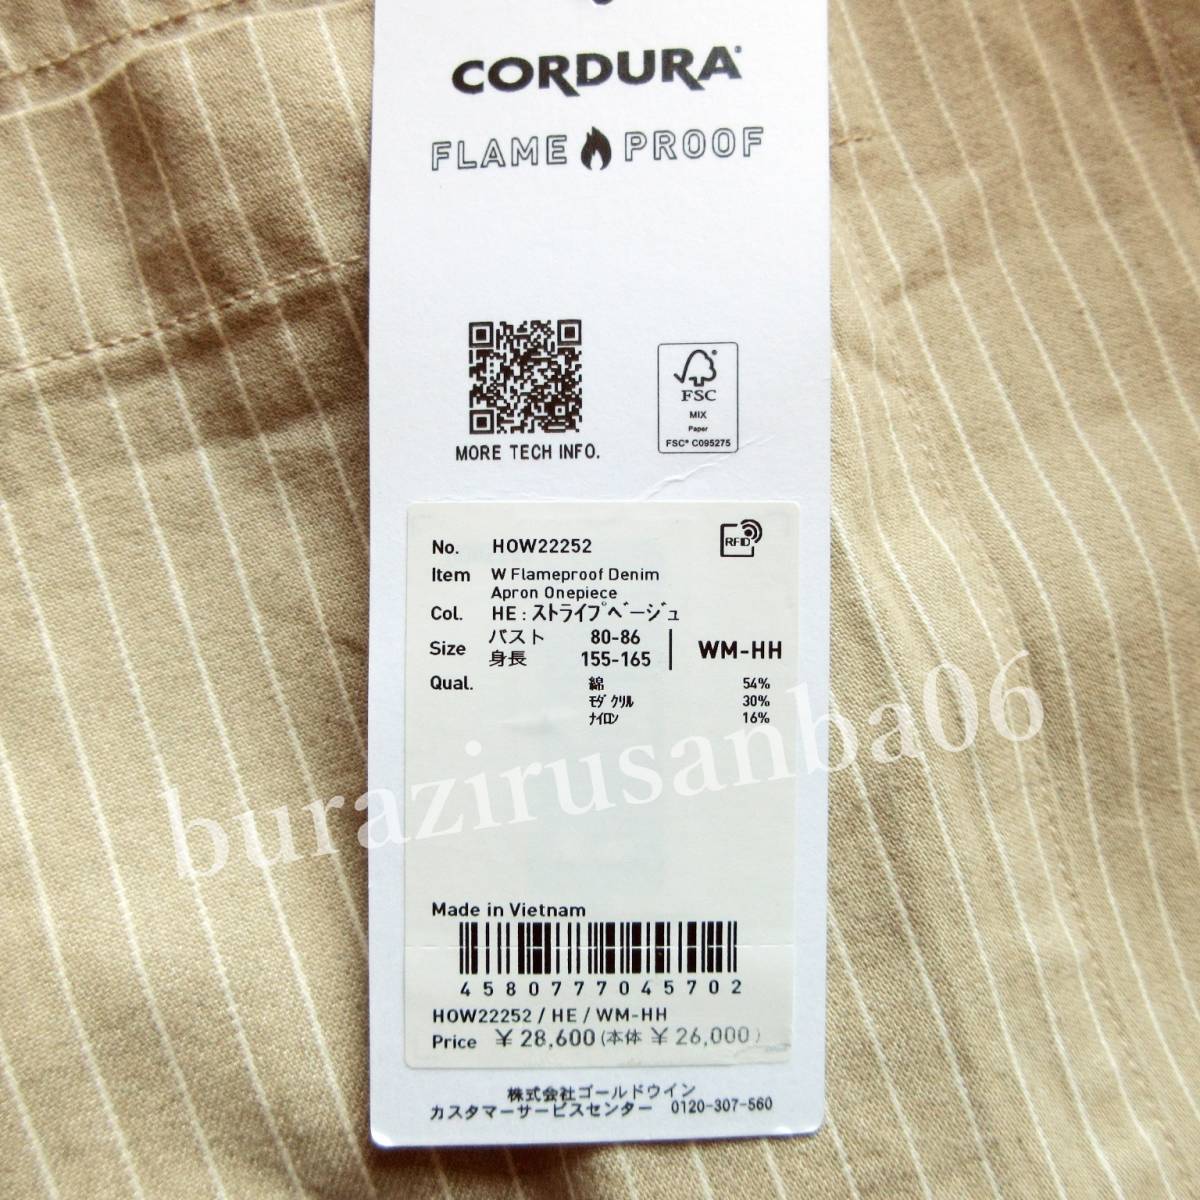 CORDURA®
FLAME PROOF
MORE TECH INFO.
FSC
MIX
Paper
FSC® C095275
RFID
No. HOW22252
Item W Flameproof Denim
Apron Onepiece
Col. HE : ストライプベージュ
Size バスト 80-86
身長 155-165
WM-HH
Qual. 綿 54%
モダクリル 30%
ナイロン 16%
burazirusanba06
Made in Vietnam
4580777045702
HOW22252 / HE / WM-HH
Price ¥ 28,600 (本体 ¥ 26,000)
株式会社ゴールドウイン
カスタマーサービスセンター 0120-307-560